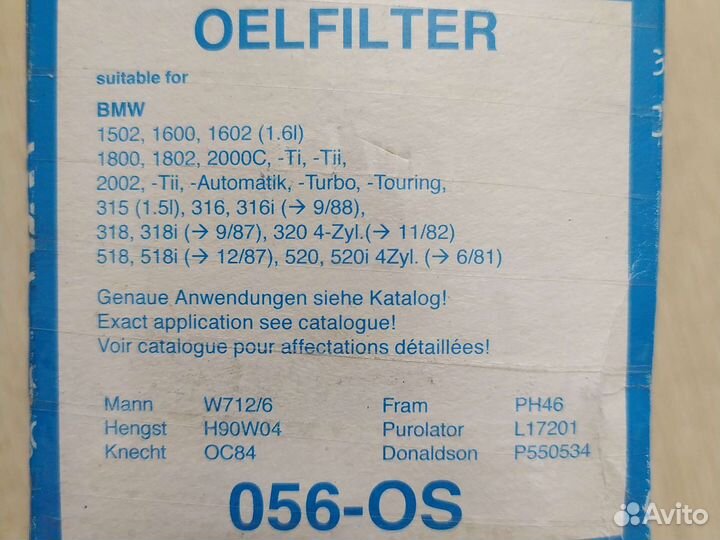 OELFILTER
suitable for
BMW
1502, 1600, 1602 (1.6l)
1800, 1802, 2000C, -Ti, -Tii,
2002, -Tii, -Automatik, -Turbo, -Touring,
315 (1.5l), 316, 316i (→ 9/88),
318, 318i (→ 9/87), 320 4-Zyl.(→ 11/82)
518, 518i (→ 12/87), 520, 520i 4Zyl. (→ 6/81)
Genaue Anwendungen siehe Katalog!
Exact application see catalogue!
Voir catalogue pour affectations détaillées!
Mann W712/6 Fram PH46
Hengst H90W04 Purolator L17201
Knecht OC84 Donaldson P550534
056-OS
Avito